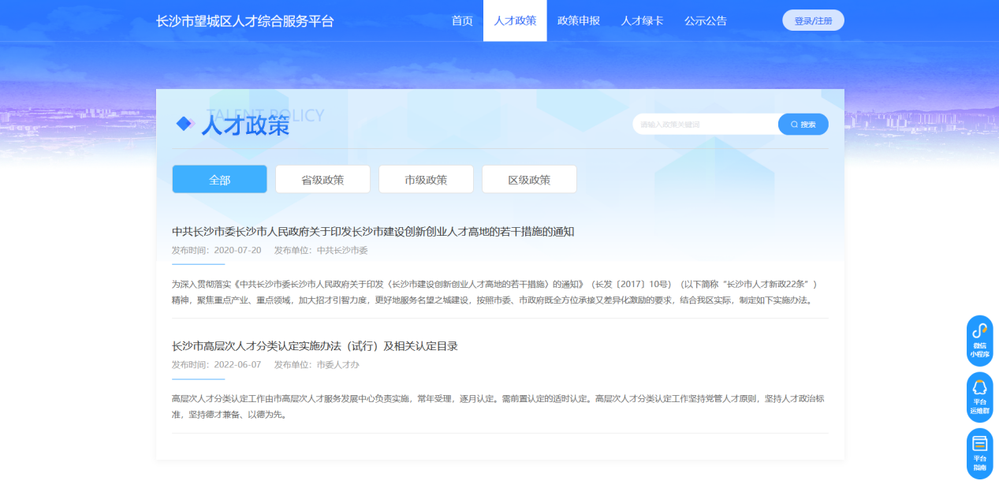 长沙市望城区人才综合服务平台
首页
人才政策
政策申报
人才绿卡
公示公告
登录/注册
TALENT POLICY
人才政策
请输入政策关键词
搜索
全部
省级政策
市级政策
区级政策
中共长沙市委长沙市人民政府关于印发长沙市建设创新创业人才高地的若干措施的通知
发布时间：2020-07-20 发布单位：中共长沙市委
为深入贯彻落实《中共长沙市委长沙市人民政府关于印发〈长沙市建设创新创业人才高地的若干措施〉的通知》（长发〔2017〕10号）（以下简称“长沙市人才新政22条”）
精神，聚焦重点产业、重点领域，加大招才引智力度，更好地服务名望之城建设，按照市委、市政府既全方位承接又差异化激励的要求，结合我区实际，制定如下实施办法。
长沙市高层次人才分类认定实施办法（试行）及相关认定目录
发布时间：2022-06-07 发布单位：市委人才办
高层次人才分类认定工作由市高层次人才服务发展中心负责实施，常年受理，逐月认定。需前置认定的适时认定。高层次人才分类认定工作坚持党管人才原则，坚持人才政治标
准，坚持德才兼备、以德为先。
微信
小程序
平台
运维群
平台
指南